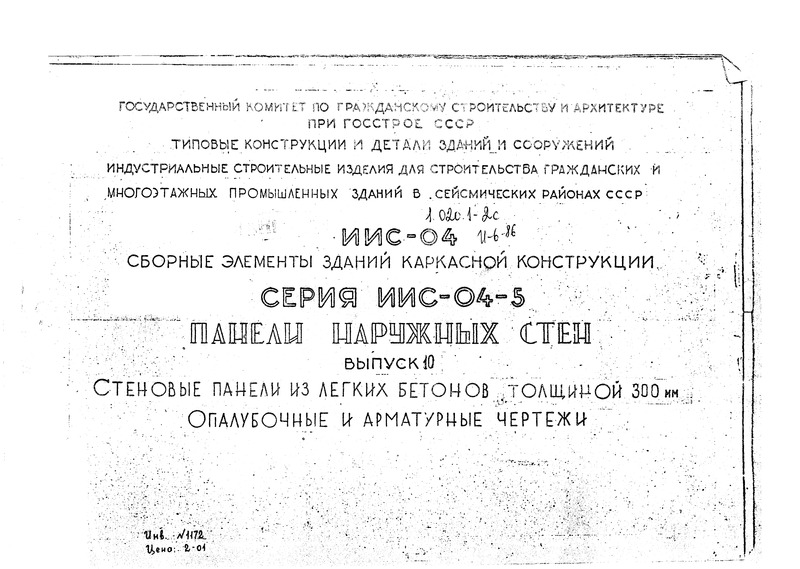 ГОСУДАРСТВЕННЫЙ КОМИТЕТ ПО ГРАЖДАНСКОМУ СТРОИТЕЛЬСТВУ И АРХИТЕКТУРЕ
ПРИ ГОССТРОЕ СССР
ТИПОВЫЕ КОНСТРУКЦИИ И ДЕТАЛИ ЗДАНИЙ И СООРУЖЕНИЙ
ИНДУСТРИАЛЬНЫЕ СТРОИТЕЛЬНЫЕ ИЗДЕЛИЯ ДЛЯ СТРОИТЕЛЬСТВА ГРАЖДАНСКИХ И
МНОГОЭТАЖНЫХ ПРОМЫШЛЕННЫХ ЗДАНИЙ В СЕЙСМИЧЕСКИХ РАЙОНАХ СССР
1.020.1-2с
ИИС-04 И-6-86
СБОРНЫЕ ЭЛЕМЕНТЫ ЗДАНИЙ КАРКАСНОЙ КОНСТРУКЦИИ
СЕРИЯ ИИС-04-5
ПАНЕЛИ НАРУЖНЫХ СТЕН
ВЫПУСК 10
СТЕНОВЫЕ ПАНЕЛИ ИЗ ЛЕГКИХ БЕТОНОВ ТОЛЩИНОЙ 300 мм
ОПАЛУБОЧНЫЕ И АРМАТУРНЫЕ ЧЕРТЕЖИ
Инв. №1172
Цена: 2-01